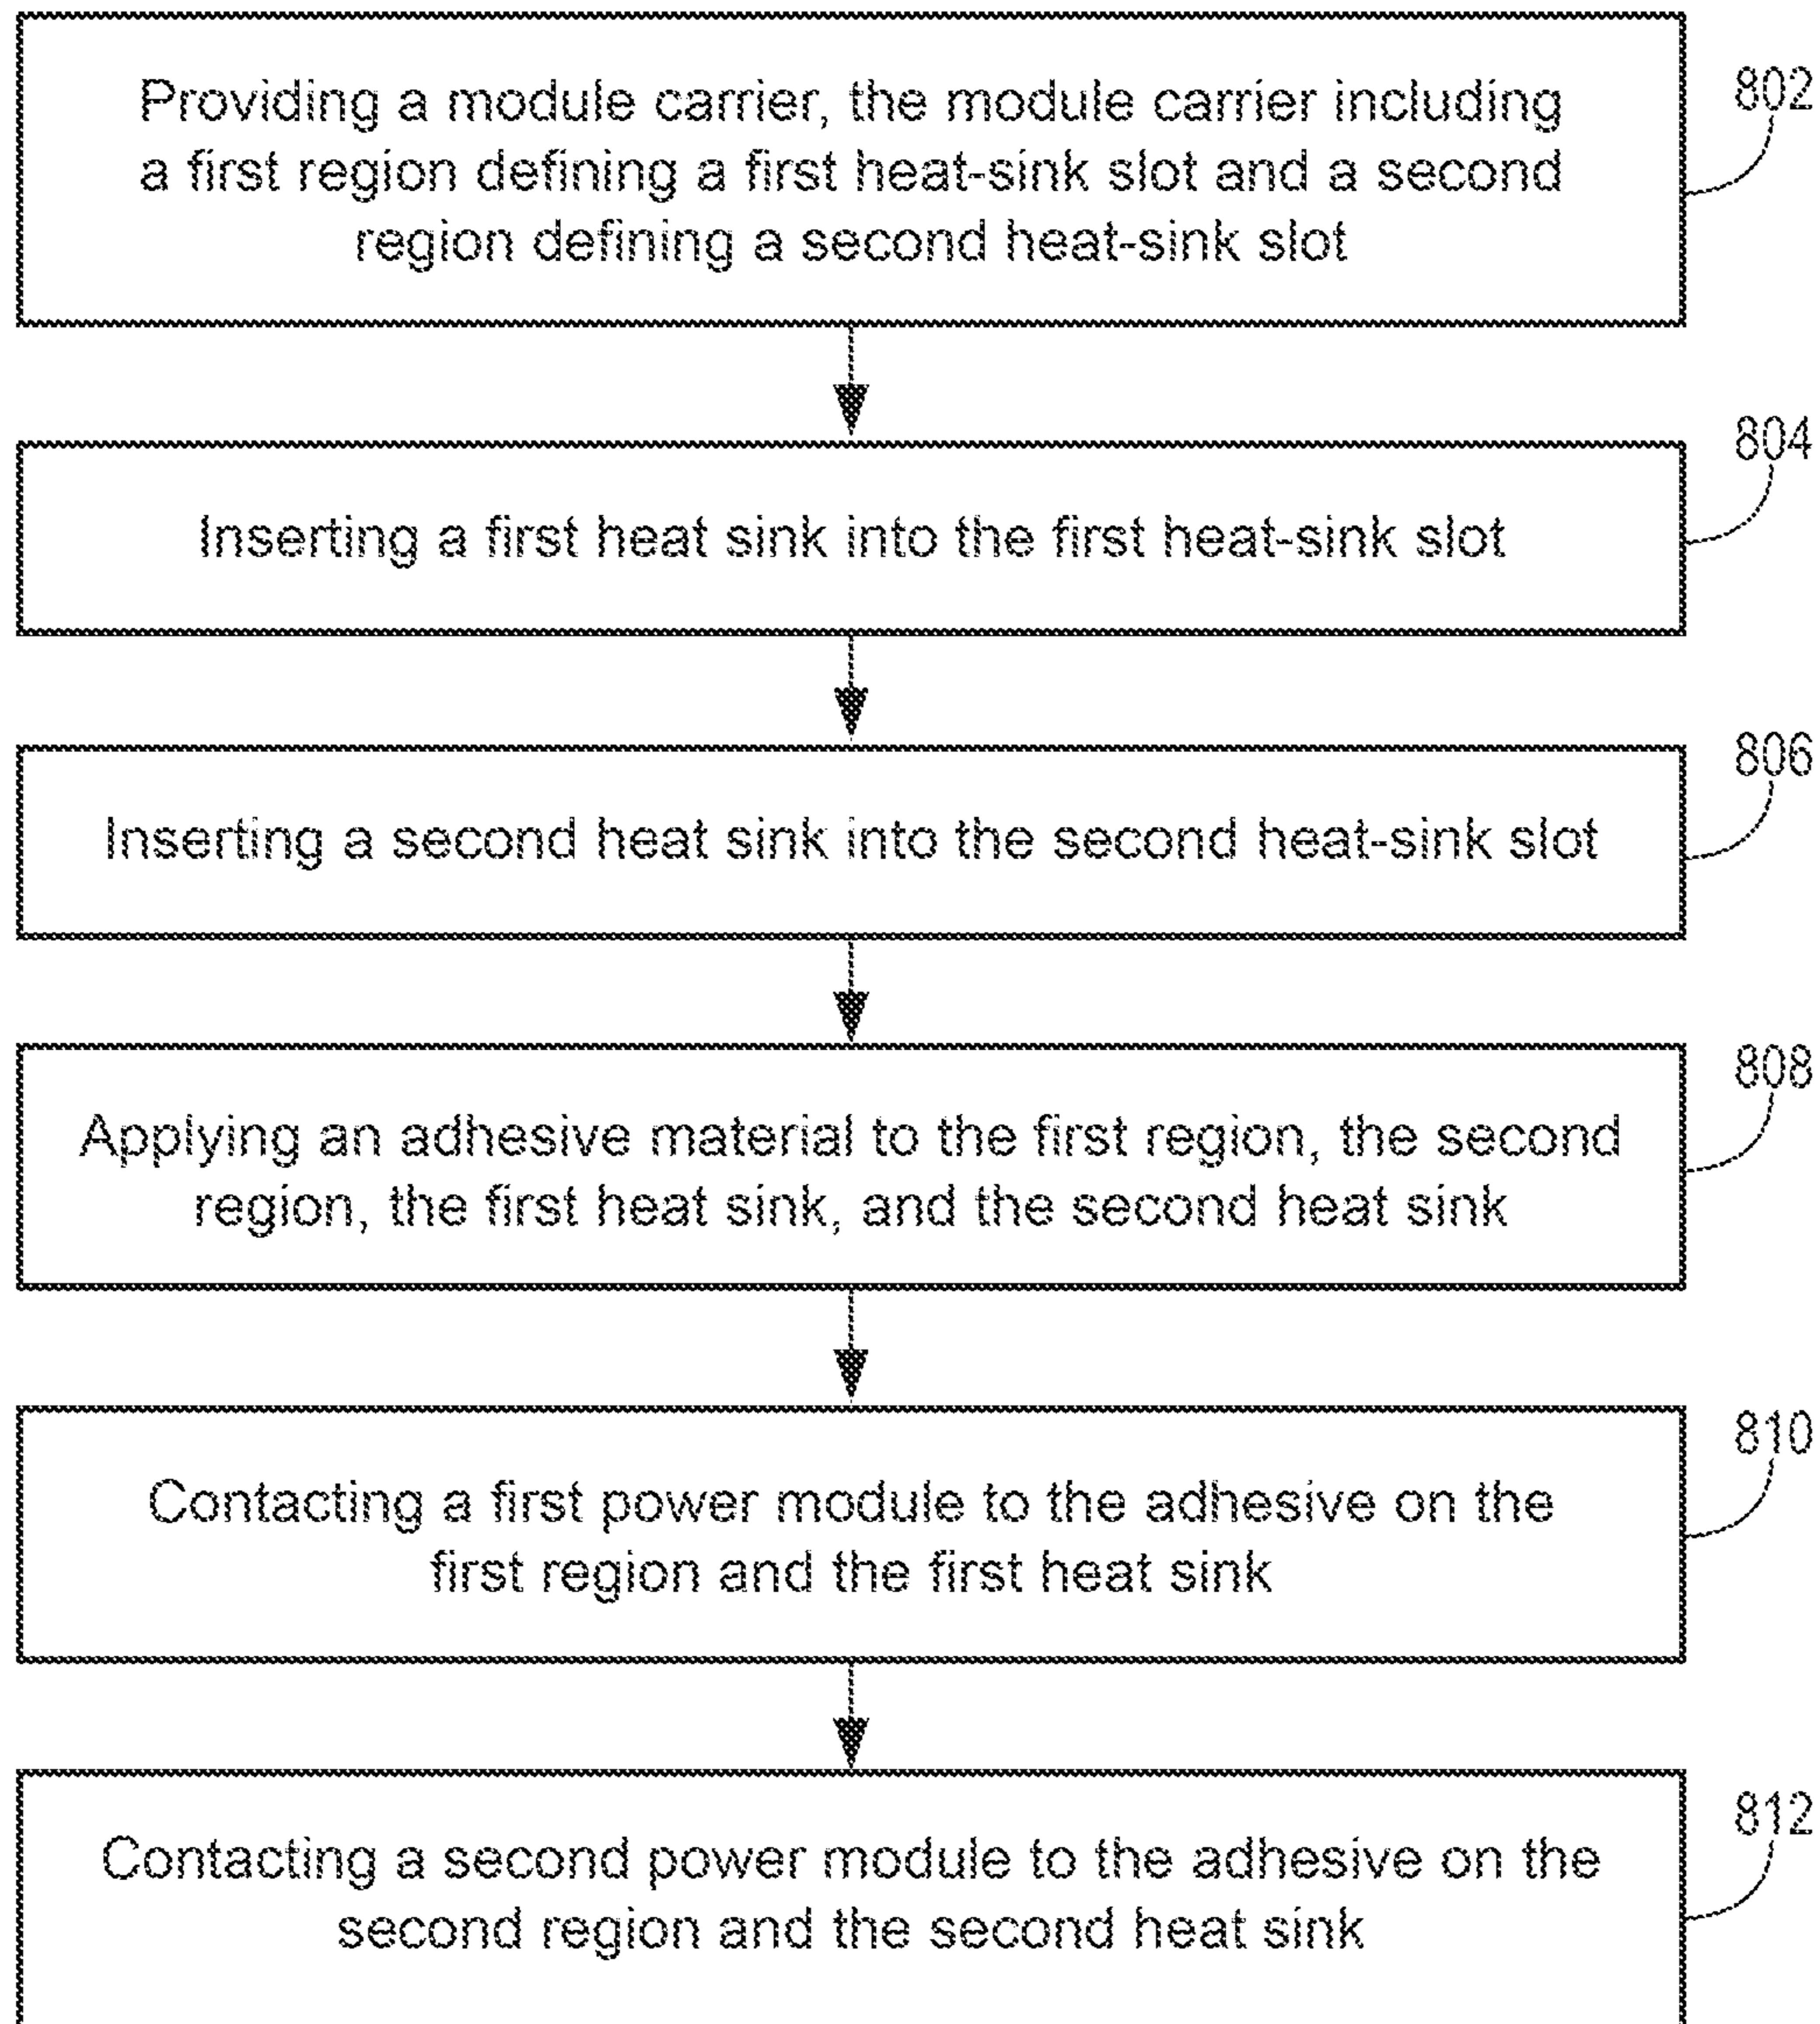 Providing a module carrier, the module carrier including
a first region defining a first heat-sink slot and a second
region defining a second heat-sink slot
802
Inserting a first heat sink into the first heat-sink slot
804
Inserting a second heat sink into the second heat-sink slot
806
Applying an adhesive material to the first region, the second
region, the first heat sink, and the second heat sink
808
Contacting a first power module to the adhesive on the
first region and the first heat sink
810
Contacting a second power module to the adhesive on the
second region and the second heat sink
812